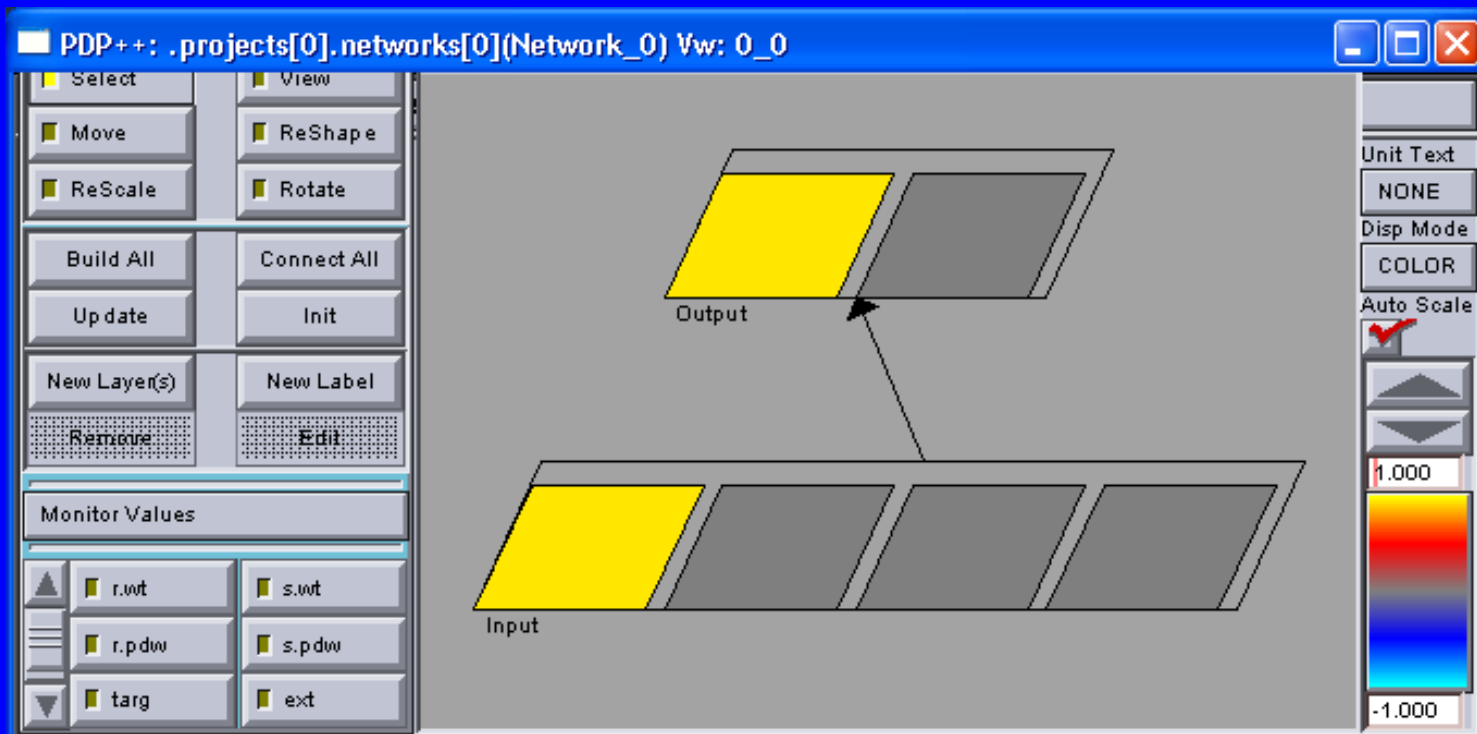 PDP++: .projects[0].networks[0](Network_0) Vw: 0_0
Select View
Move ReShape
ReScale Rotate
Build All Connect All
Update Init
New Layer(s) New Label
Remove Edit
Monitor Values
r.wt s.wt
r.pdw s.pdw
targ ext
Output
Input
Unit Text
NONE
Disp Mode
COLOR
Auto Scale
1.000
-1.000